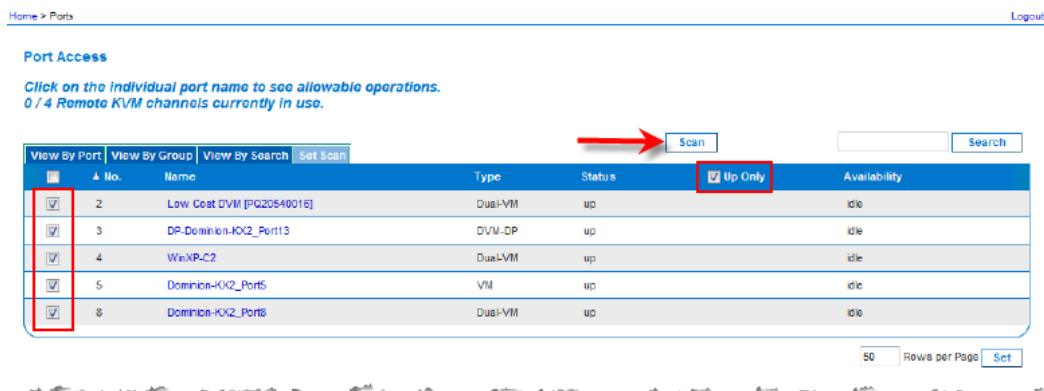 Home > Ports Logout
Port Access
Click on the individual port name to see allowable operations.
0 / 4 Remote KVM channels currently in use.
Scan Search
View By Port View By Group View By Search Set Scan
▲ No. Name Type Status Up Only Availability
2 Low Cost DVM [PQ20540016] Dual-VM up idle
3 DP-Dominion-KX2_Port13 DVM-DP up idle
4 WinXP-C2 Dual-VM up idle
5 Dominion-KX2_Port5 VM up idle
8 Dominion-KX2_Port8 Dual-VM up idle
50 Rows per Page Set